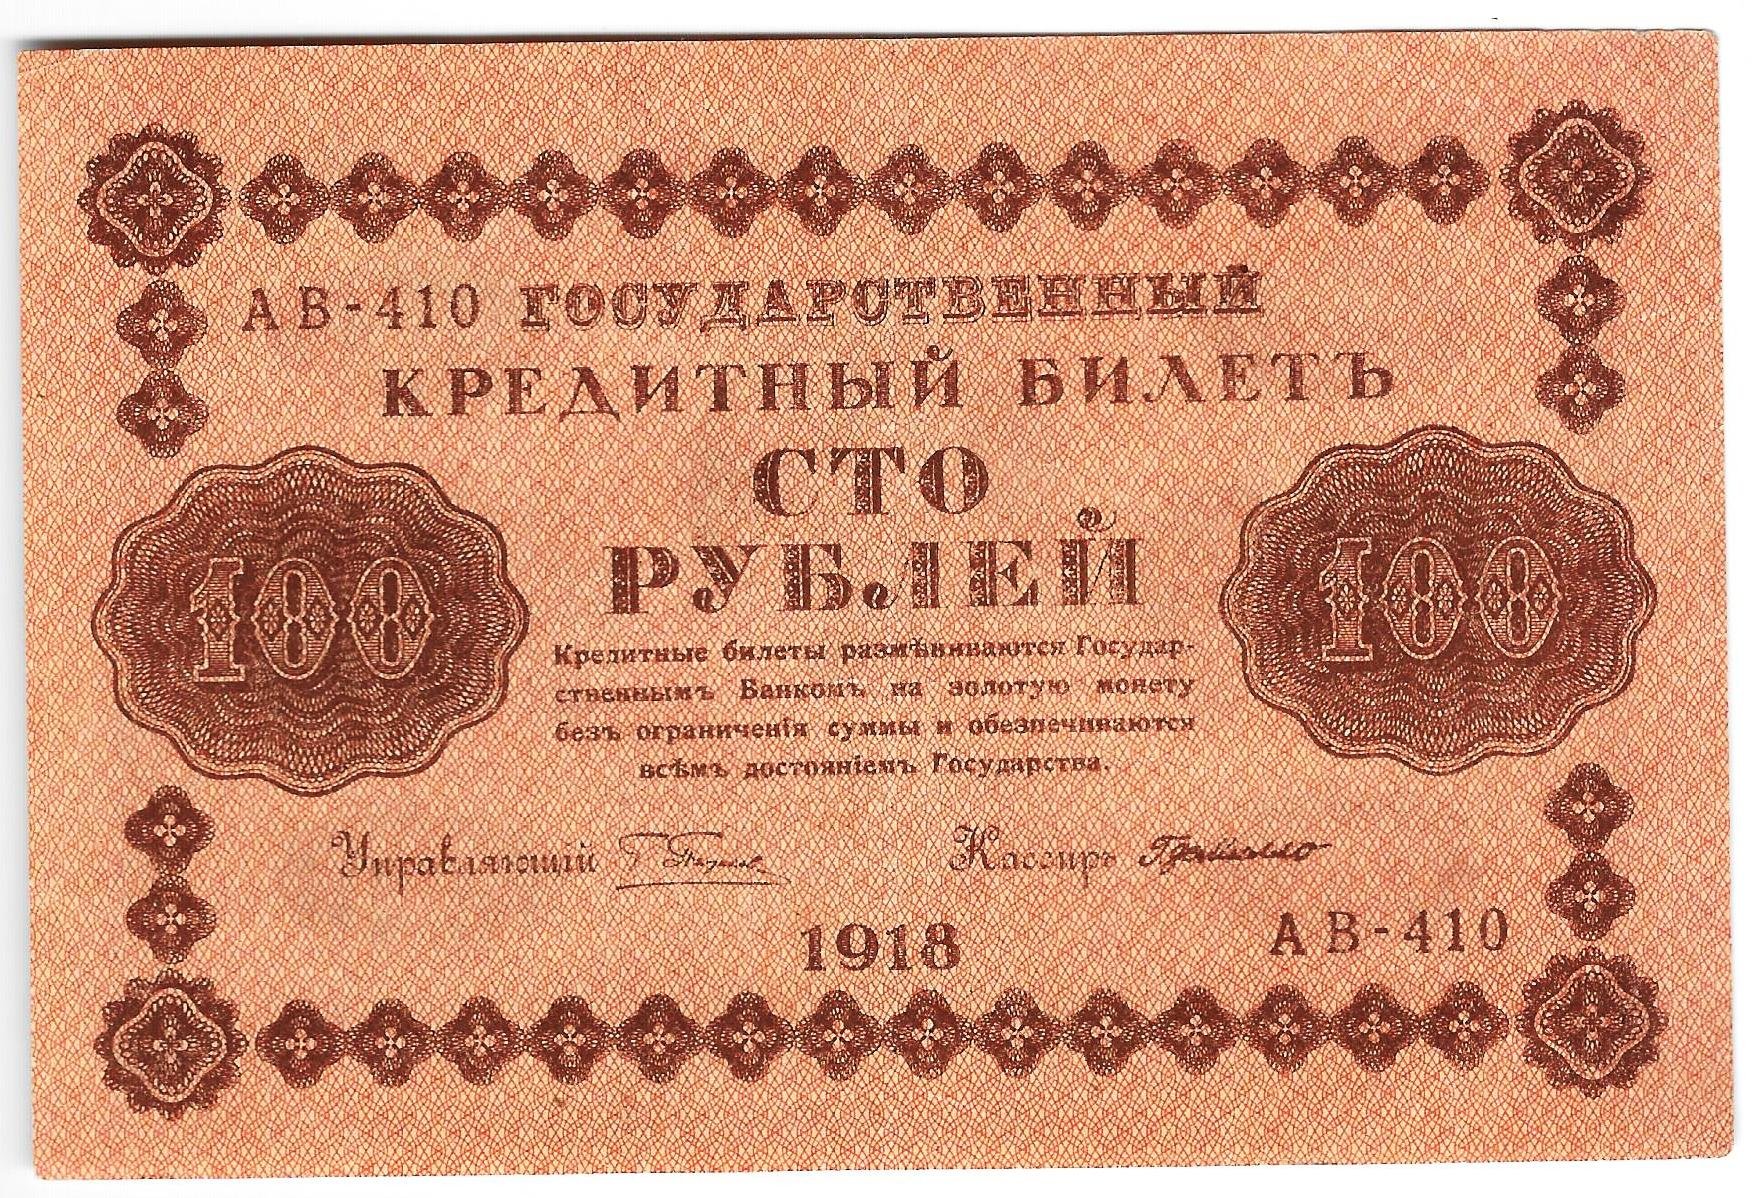 АВ-410 ГОСУДАРСТВЕННЫЙ
КРЕДИТНЫЙ БИЛЕТЪ
СТО
РУБЛЕЙ
100
100
Кредитные билеты размѣниваются Государ-
ственнымъ Банкомъ на золотую монету
безъ ограниченія суммы и обезпечиваются
всѣмъ достояніемъ Государства.
Управляющій
Кассиръ
1918
АВ-410